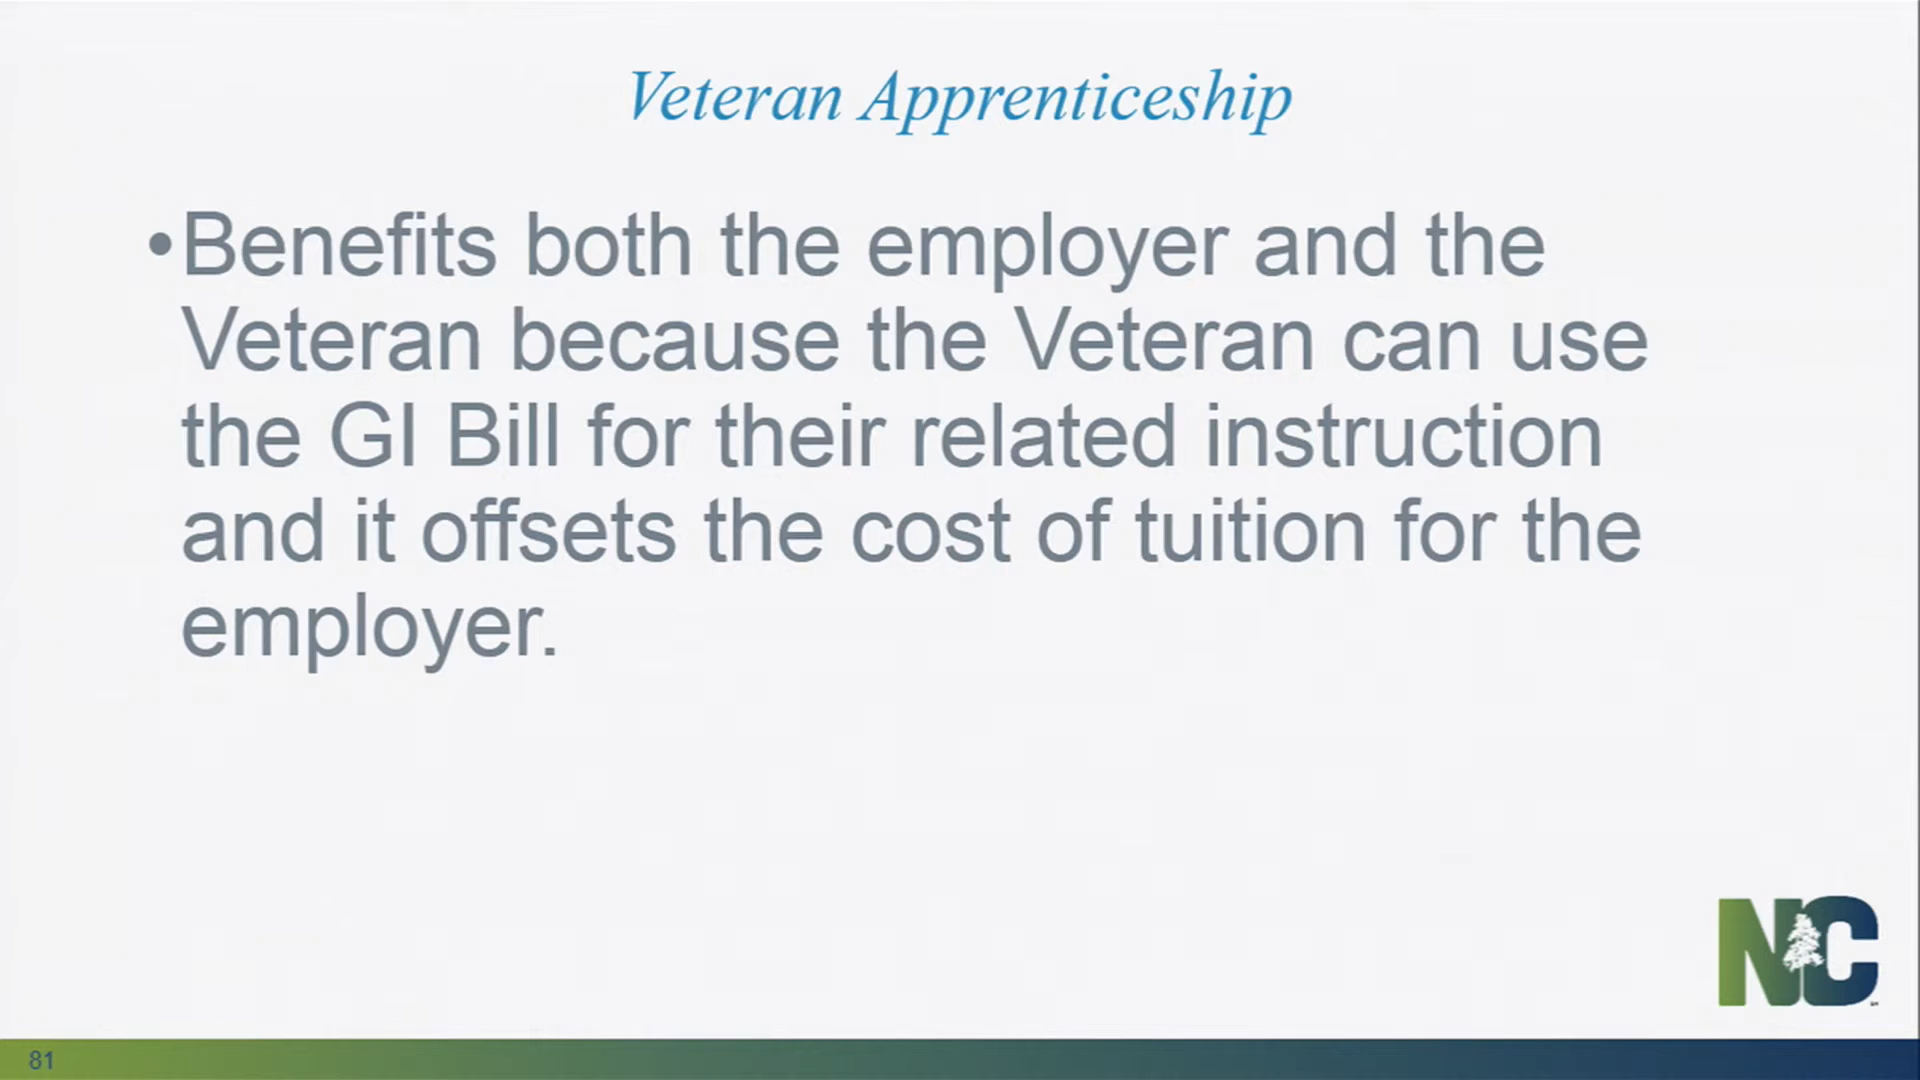 Veteran Apprenticeship
•Benefits both the employer and the
Veteran because the Veteran can use
the GI Bill for their related instruction
and it offsets the cost of tuition for the
employer.
NC
81